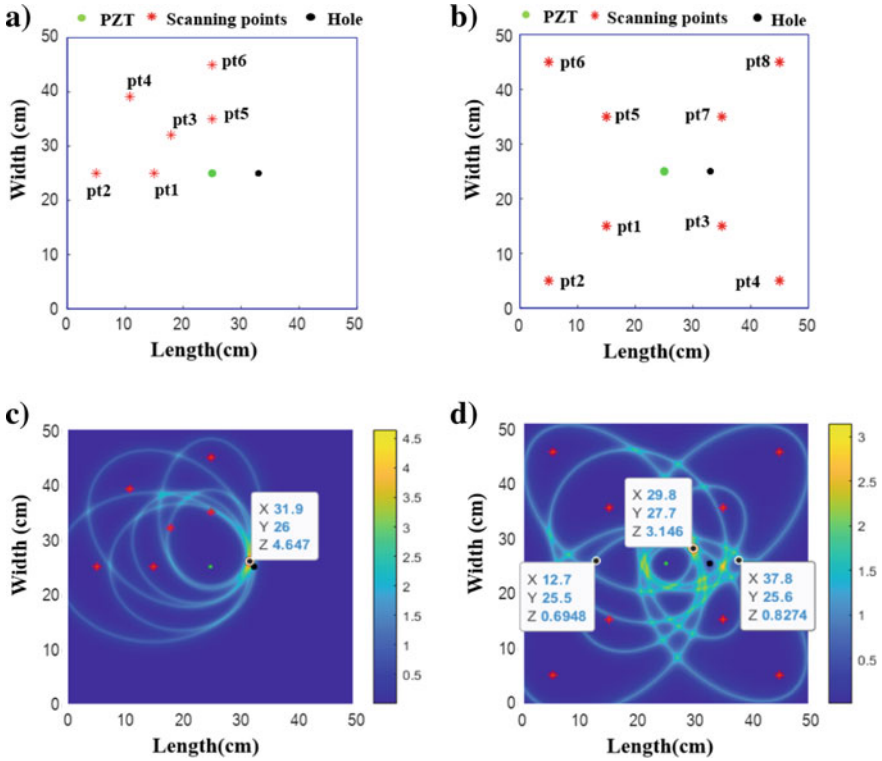 a)
PZT Scanning points Hole
50
40
30
20
10
0
0 10 20 30 40 50
Width (cm)
Length(cm)
pt6
pt4
pt5
pt3
pt2
pt1
b)
PZT Scanning points Hole
50
40
30
20
10
0
0 10 20 30 40 50
Width (cm)
Length(cm)
pt6
pt8
pt5
pt7
pt1
pt3
pt2
pt4
c)
50
40
30
20
10
0
0 10 20 30 40 50
Width (cm)
Length(cm)
X 31.9
Y 26
Z 4.647
4.5
4
3.5
3
2.5
2
1.5
1
0.5
d)
50
40
30
20
10
0
0 10 20 30 40 50
Width (cm)
Length(cm)
X 29.8
Y 27.7
Z 3.146
X 12.7
Y 25.5
Z 0.6948
X 37.8
Y 25.6
Z 0.8274
3
2.5
2
1.5
1
0.5